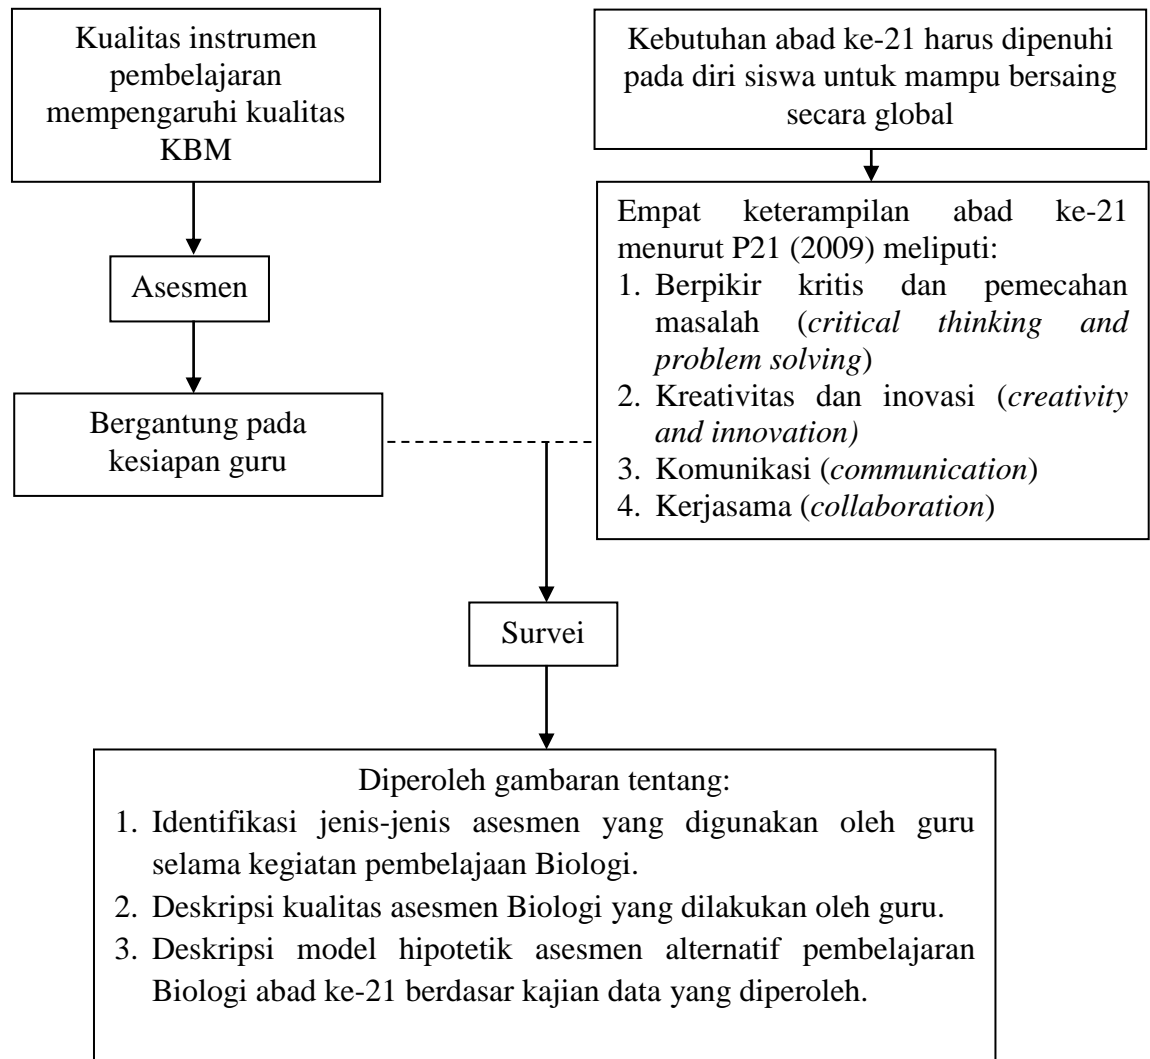 Kualitas instrumen
pembelajaran
mempengaruhi kualitas
KBM
Asesmen
Bergantung pada
kesiapan guru
Kebutuhan abad ke-21 harus dipenuhi
pada diri siswa untuk mampu bersaing
secara global
Empat keterampilan abad ke-21
menurut P21 (2009) meliputi:
1. Berpikir kritis dan pemecahan
masalah (critical thinking and
problem solving)
2. Kreativitas dan inovasi (creativity
and innovation)
3. Komunikasi (communication)
4. Kerjasama (collaboration)
Survei
Diperoleh gambaran tentang:
1. Identifikasi jenis-jenis asesmen yang digunakan oleh guru
selama kegiatan pembelajaan Biologi.
2. Deskripsi kualitas asesmen Biologi yang dilakukan oleh guru.
3. Deskripsi model hipotetik asesmen alternatif pembelajaran
Biologi abad ke-21 berdasar kajian data yang diperoleh.